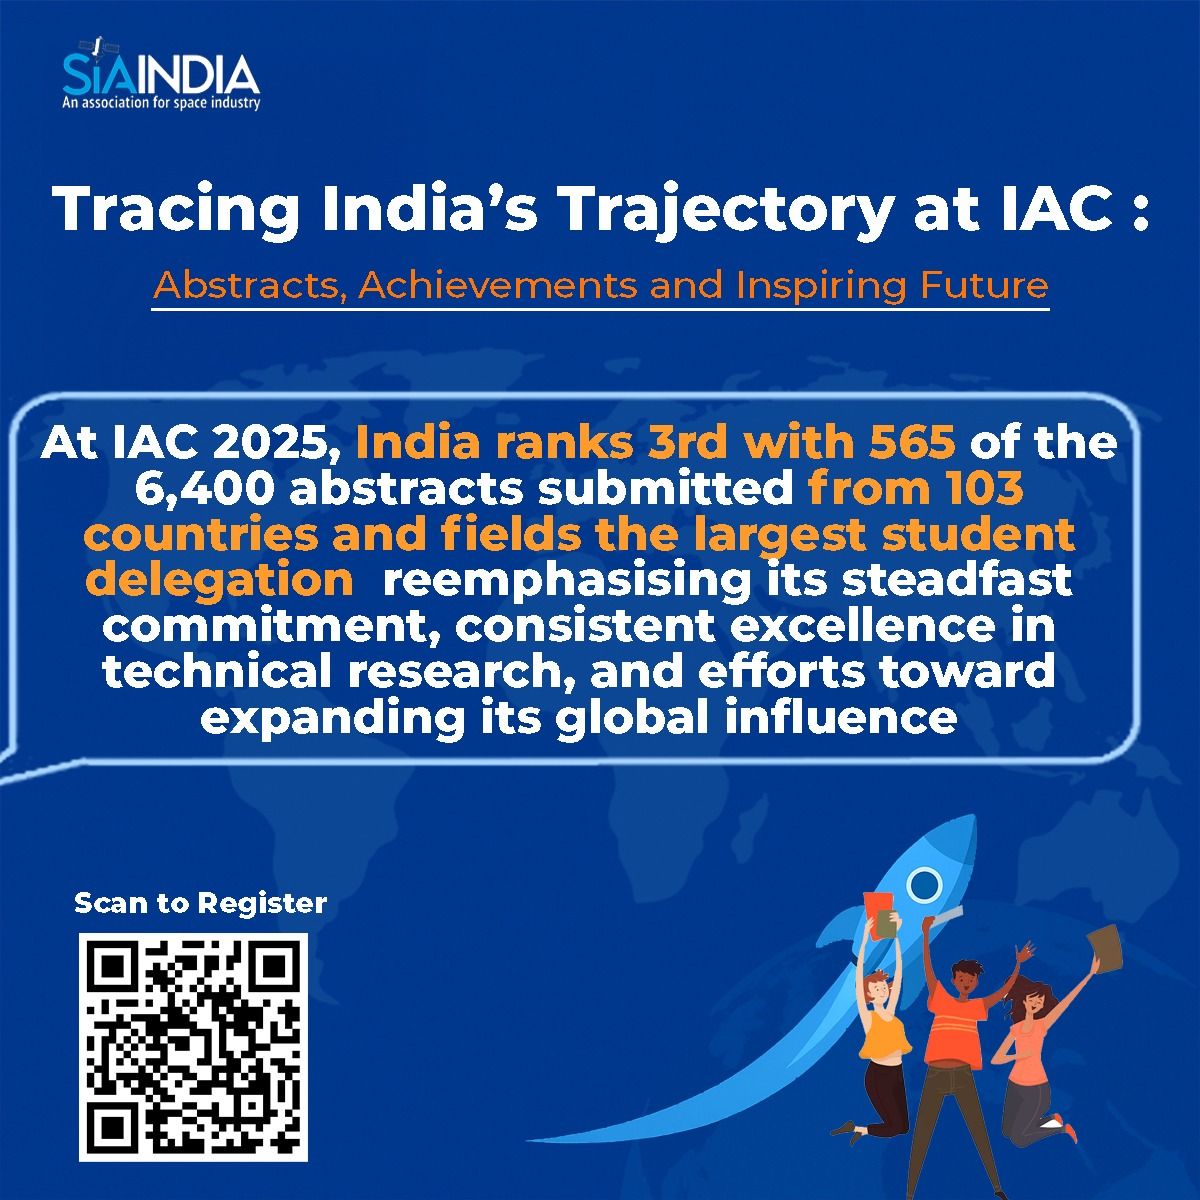 SiAINDIA
An association for space industry
Tracing India's Trajectory at IAC :
Abstracts, Achievements and Inspiring Future
At IAC 2025, India ranks 3rd with 565 of the
6,400 abstracts submitted from 103
countries and fields the largest student
delegation reemphasising its steadfast
commitment, consistent excellence in
technical research, and efforts toward
expanding its global influence
Scan to Register